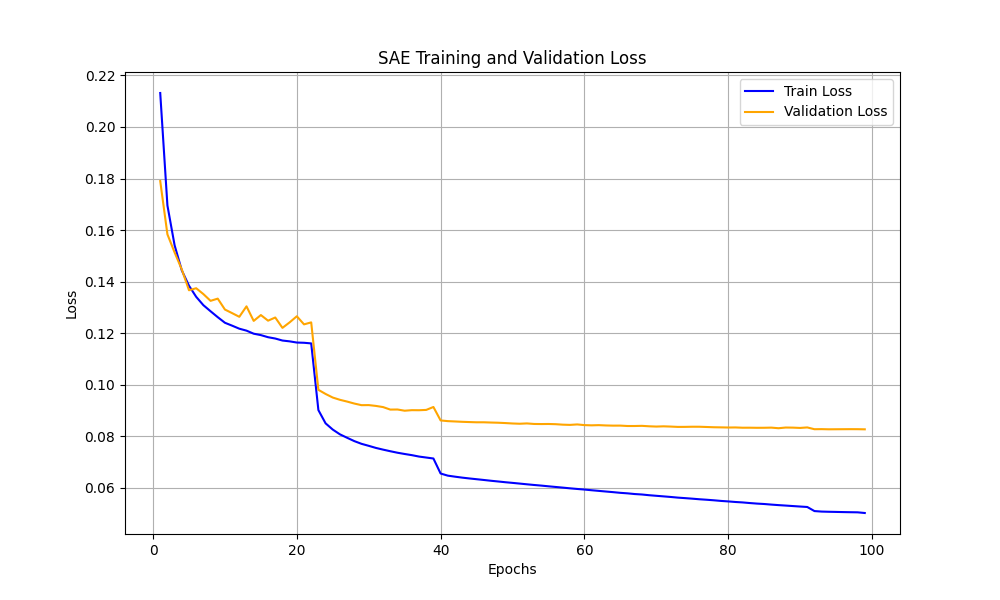 SAE Training and Validation Loss
Train Loss
Validation Loss
Loss
0.22
0.20
0.18
0.16
0.14
0.12
0.10
0.08
0.06
0 20 40 60 80 100
Epochs